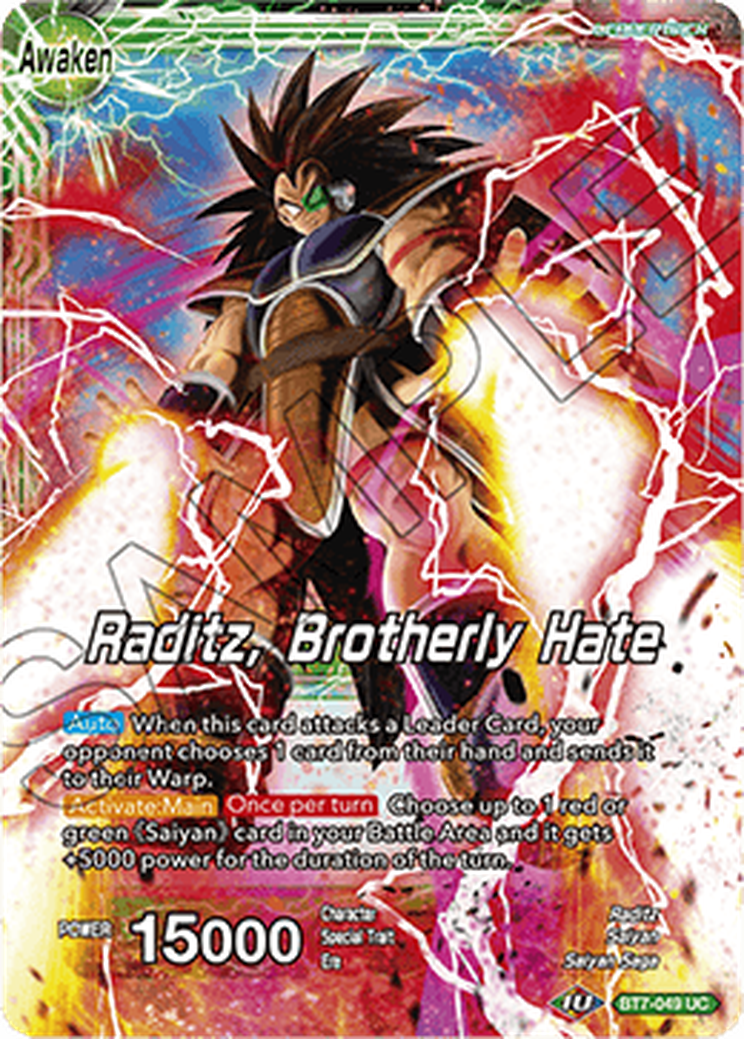 Awaken
SAMPLE
Raditz, Brotherly Hate
Auto When this card attacks a Leader Card, your
opponent chooses 1 card from their hand and sends it
to their Warp.
Activate:Main Once per turn Choose up to 1 red or
green 《Saiyan》 card in your Battle Area and it gets
+5000 power for the duration of the turn.
POWER 15000
Character Raditz
Special Trait Saiyan
Era Saiyan Saga
IU BT7-049 UC